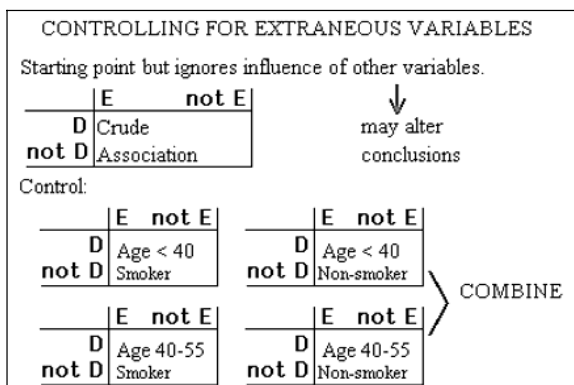 CONTROLLING FOR EXTRANEOUS VARIABLES
Starting point but ignores influence of other variables.
E not E
D Crude
not D Association
may alter
conclusions
Control:
E not E
D Age < 40
not D Smoker
E not E
D Age < 40
not D Non-smoker
COMBINE
E not E
D Age 40-55
not D Smoker
E not E
D Age 40-55
not D Non-smoker